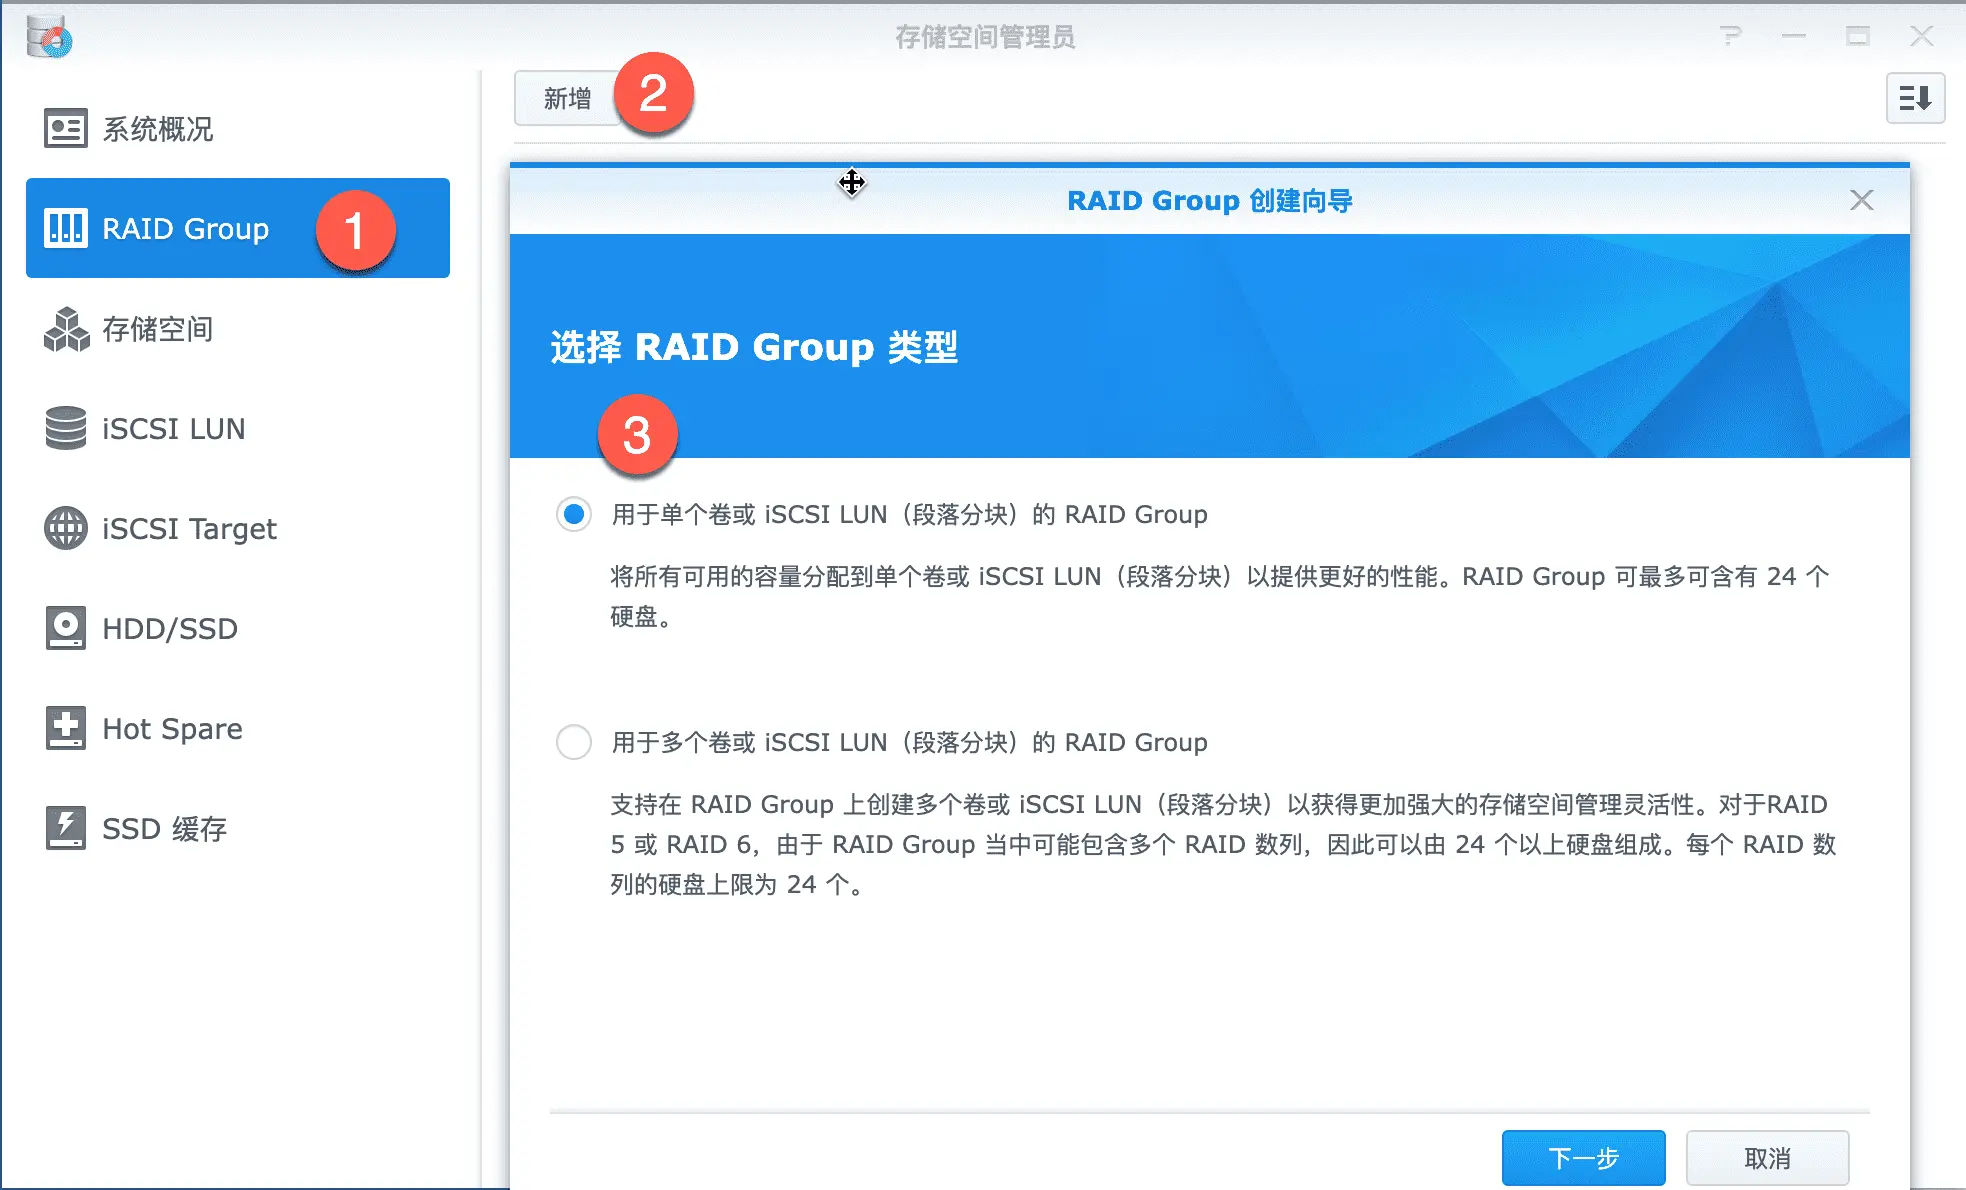 存储空间管理员
系统概况
RAID Group
1
存储空间
iSCSI LUN
iSCSI Target
HDD/SSD
Hot Spare
SSD 缓存
新增
2
RAID Group 创建向导
选择 RAID Group 类型
3
用于单个卷或 iSCSI LUN（段落分块）的 RAID Group
将所有可用的容量分配到单个卷或 iSCSI LUN（段落分块）以提供更好的性能。RAID Group 可最多可含有 24 个
硬盘。
用于多个卷或 iSCSI LUN（段落分块）的 RAID Group
支持在 RAID Group 上创建多个卷或 iSCSI LUN（段落分块）以获得更加强大的存储空间管理灵活性。对于RAID
5 或 RAID 6，由于 RAID Group 当中可能包含多个 RAID 数列，因此可以由 24 个以上硬盘组成。每个 RAID 数
列的硬盘上限为 24 个。
下一步
取消